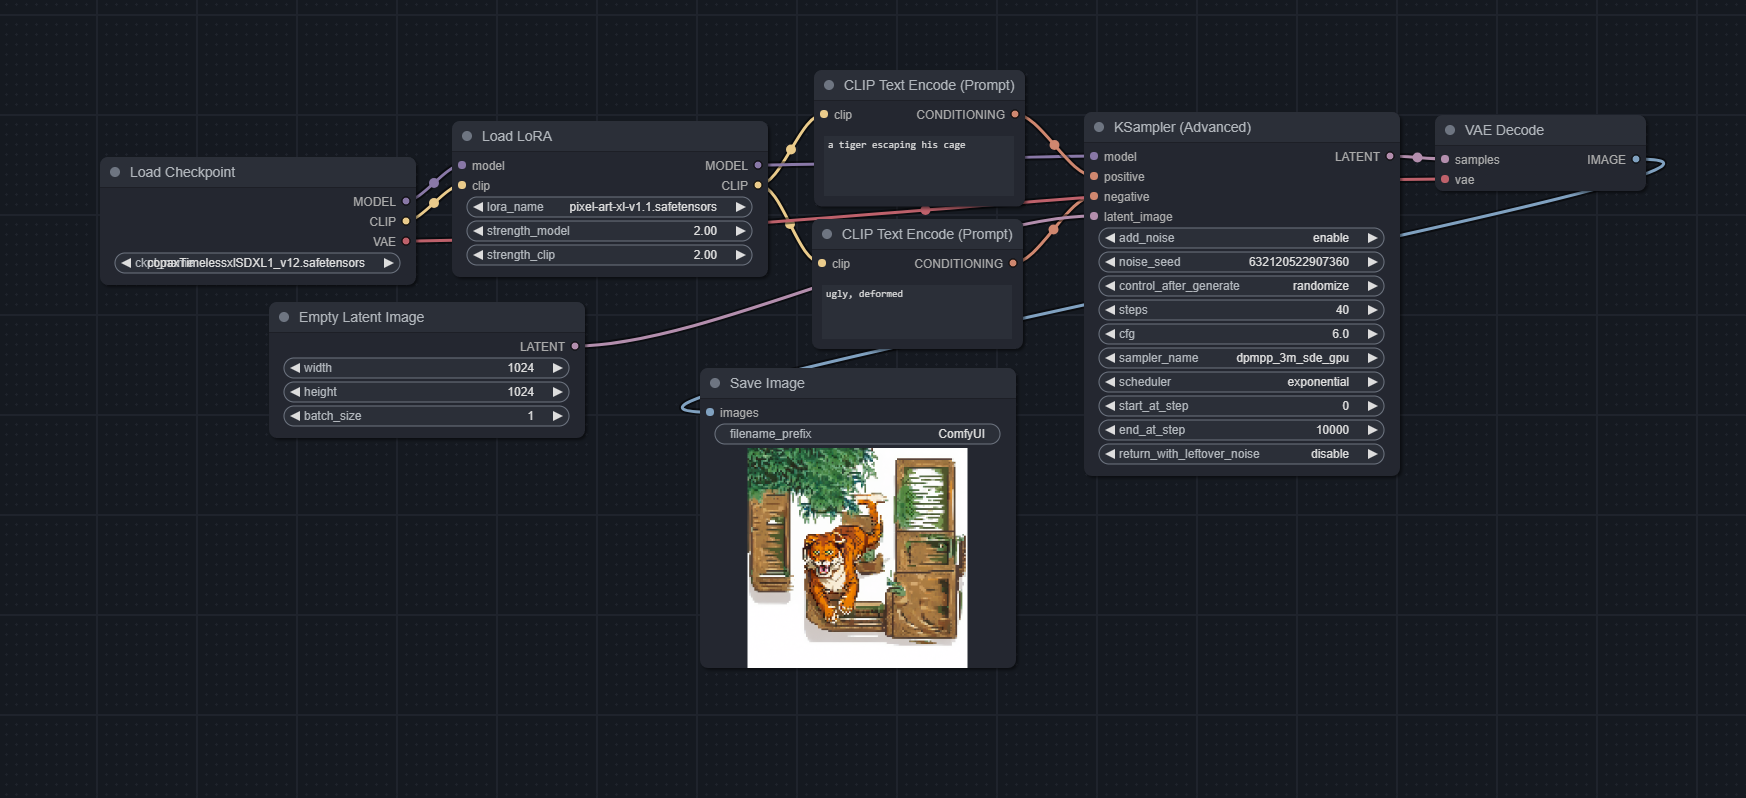 Load Checkpoint
MODEL
CLIP
VAE
copaxTimelessxlSDXL1_v12.safetensors
Load LoRA
model
MODEL
clip
CLIP
lora_name pixel-art-xl-v1.1.safetensors
strength_model 2.00
strength_clip 2.00
Empty Latent Image
LATENT
width 1024
height 1024
batch_size 1
CLIP Text Encode (Prompt)
clip CONDITIONING
a tiger escaping his cage
CLIP Text Encode (Prompt)
clip CONDITIONING
ugly, deformed
Save Image
images
filename_prefix ComfyUI
KSampler (Advanced)
model LATENT
positive
negative
latent_image
add_noise enable
noise_seed 632120522907360
control_after_generate randomize
steps 40
cfg 6.0
sampler_name dpmpp_3m_sde_gpu
scheduler exponential
start_at_step 0
end_at_step 10000
return_with_leftover_noise disable
VAE Decode
samples IMAGE
vae